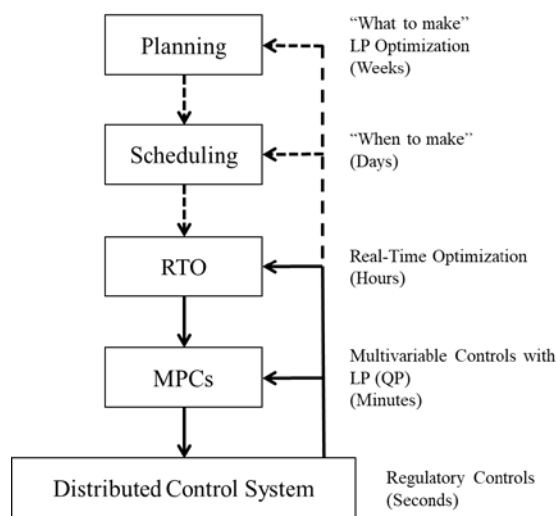 Planning
“What to make”
LP Optimization
(Weeks)
Scheduling
“When to make”
(Days)
RTO
Real-Time Optimization
(Hours)
MPCs
Multivariable Controls with
LP (QP)
(Minutes)
Distributed Control System
Regulatory Controls
(Seconds)